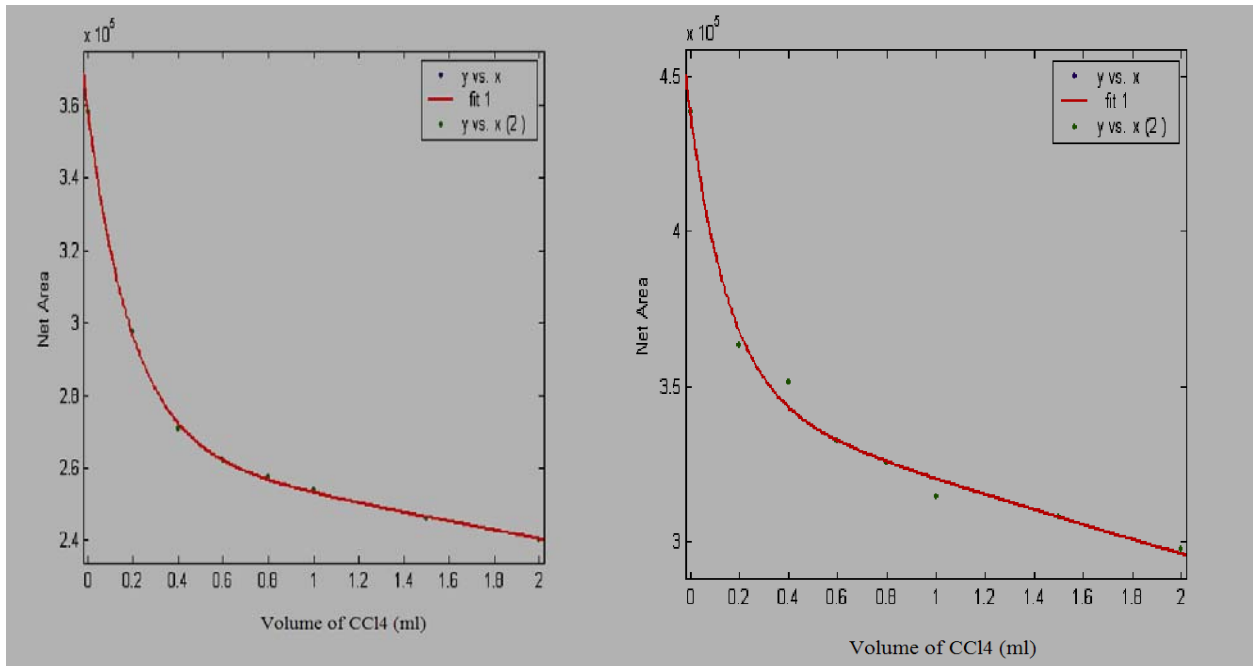 x 10^5
3.6
3.4
3.2
3
2.8
2.6
2.4
Net Area
0 0.2 0.4 0.6 0.8 1 1.2 1.4 1.6 1.8 2
Volume of CCl4 (ml)
y vs. x
fit 1
y vs. x (2 )
x 10^5
4.5
4
3.5
3
Net Area
0 0.2 0.4 0.6 0.8 1 1.2 1.4 1.6 1.8 2
Volume of CCl4 (ml)
y vs. x
fit 1
y vs. x (2 )